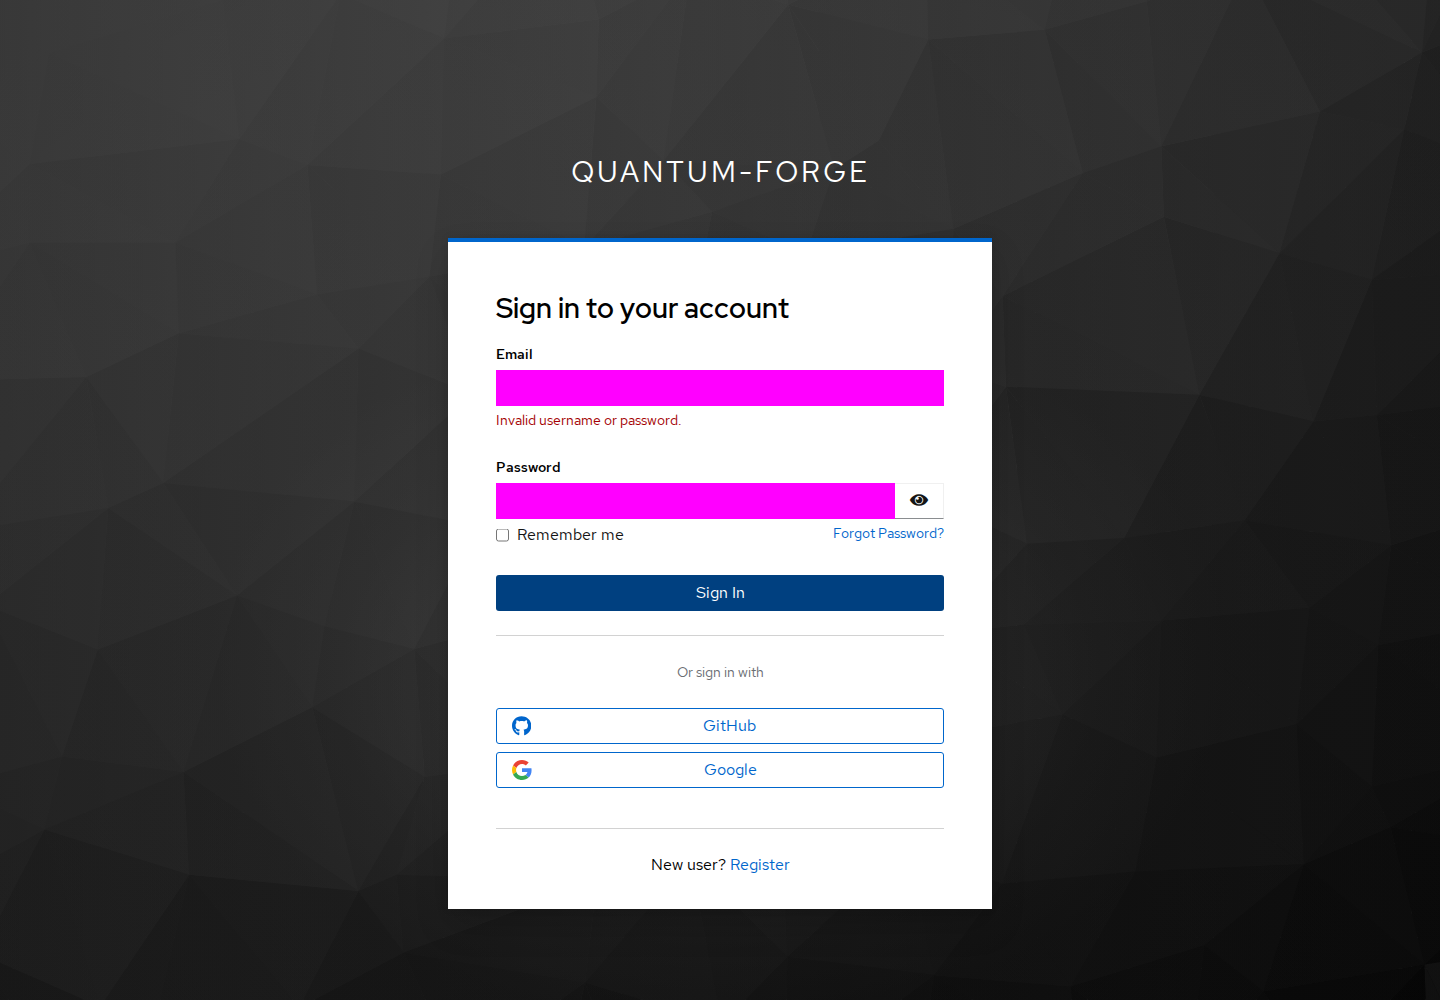 QUANTUM-FORGE
Sign in to your account
Email
Invalid username or password.
Password
Remember me
Forgot Password?
Sign In
Or sign in with
GitHub
Google
New user? Register